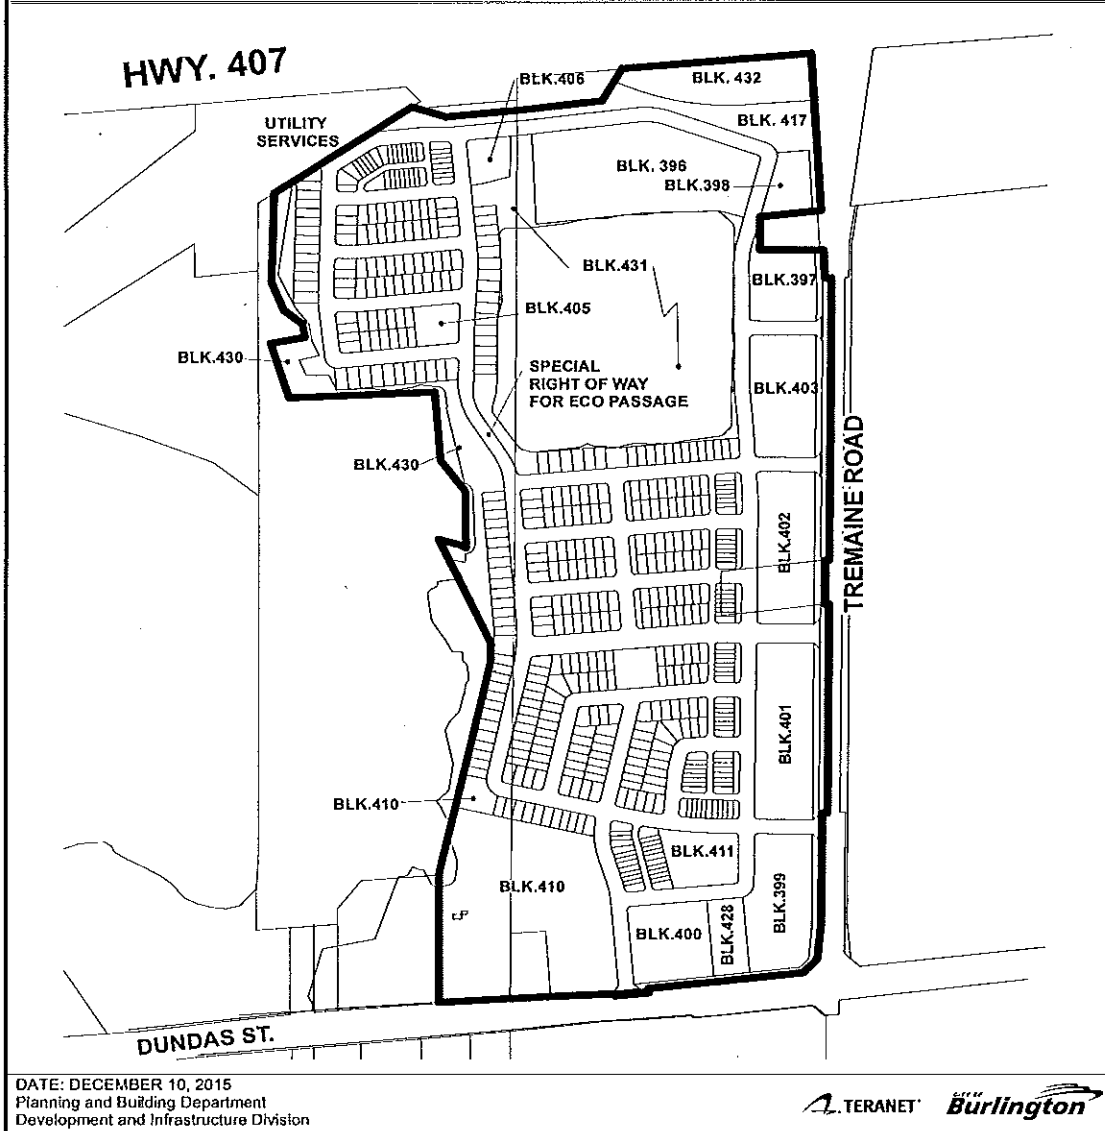 HWY. 407
BLK.406
BLK. 432
UTILITY
SERVICES
BLK. 417
BLK. 396
BLK.398
BLK.431
BLK.397
BLK.405
BLK.430
SPECIAL
RIGHT OF WAY
FOR ECO PASSAGE
BLK.403
BLK.430
TREMAINE ROAD
BLK.402
BLK.401
BLK.410
BLK.411
BLK.410
BLK.399
BLK.400
BLK.428
DUNDAS ST.
DATE: DECEMBER 10, 2015
Planning and Building Department
Development and Infrastructure Division
TERANET
CITY OF
Burlington